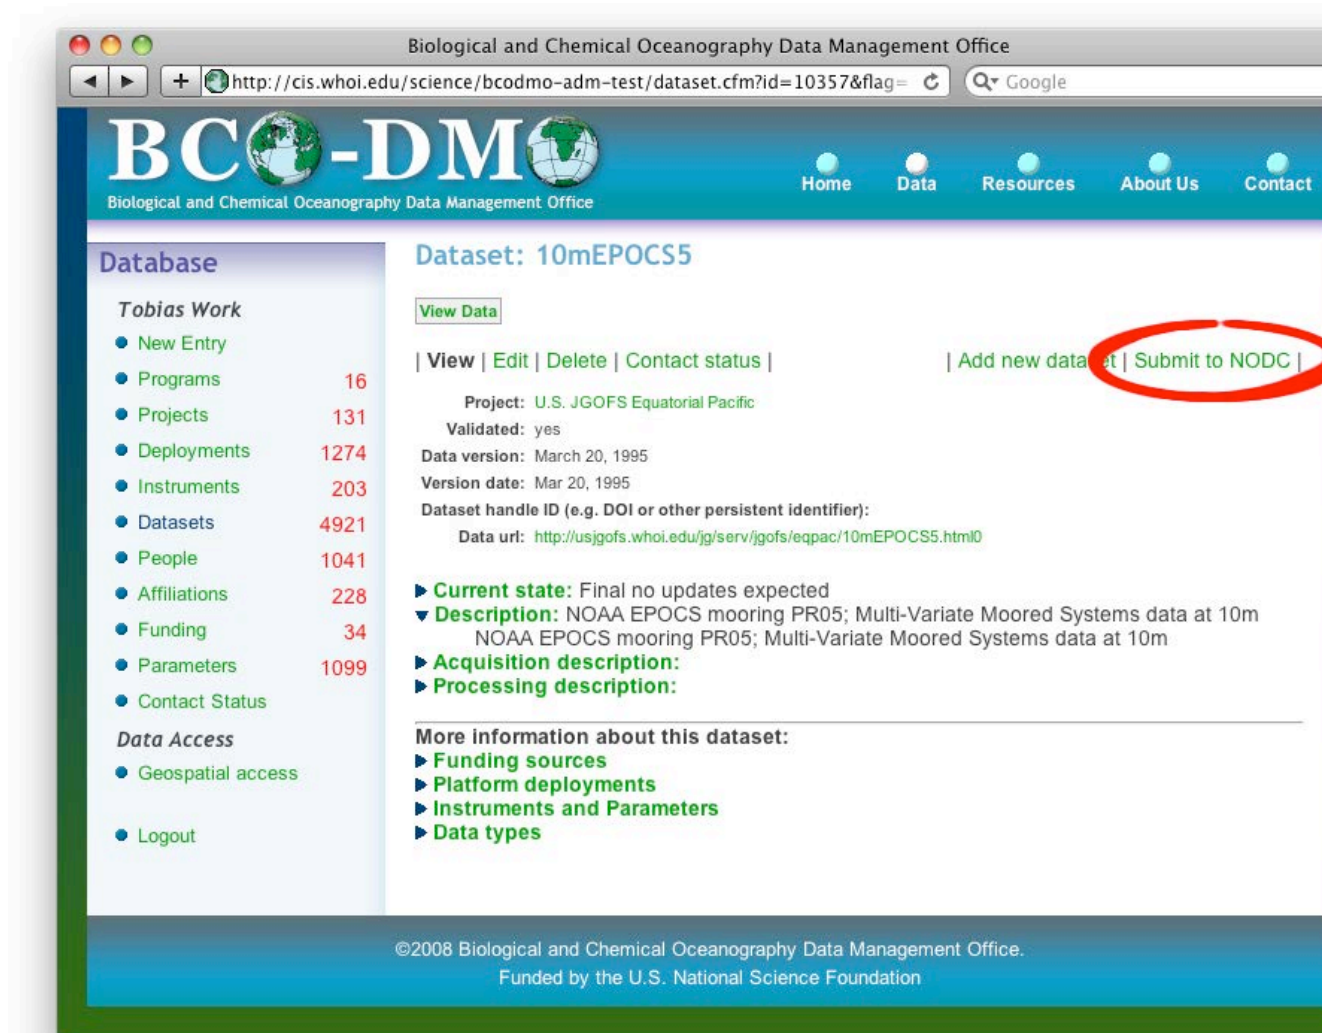 Biological and Chemical Oceanography Data Management Office
http://cis.whoi.edu/science/bcodmo-adm-test/dataset.cfm?id=10357&flag=
Google
BCO-DMO
Biological and Chemical Oceanography Data Management Office
Home Data Resources About Us Contact
Database
Tobias Work
New Entry
Programs 16
Projects 131
Deployments 1274
Instruments 203
Datasets 4921
People 1041
Affiliations 228
Funding 34
Parameters 1099
Contact Status
Data Access
Geospatial access
Logout
Dataset: 10mEPOCS5
View Data
| View | Edit | Delete | Contact status | | Add new dataset | Submit to NODC |
Project: U.S. JGOFS Equatorial Pacific
Validated: yes
Data version: March 20, 1995
Version date: Mar 20, 1995
Dataset handle ID (e.g. DOI or other persistent identifier):
Data url: http://usjgofs.whoi.edu/jg/serv/jgofs/eqpac/10mEPOCS5.html0
Current state: Final no updates expected
Description: NOAA EPOCS mooring PR05; Multi-Variate Moored Systems data at 10m
NOAA EPOCS mooring PR05; Multi-Variate Moored Systems data at 10m
Acquisition description:
Processing description:
More information about this dataset:
Funding sources
Platform deployments
Instruments and Parameters
Data types
©2008 Biological and Chemical Oceanography Data Management Office.
Funded by the U.S. National Science Foundation